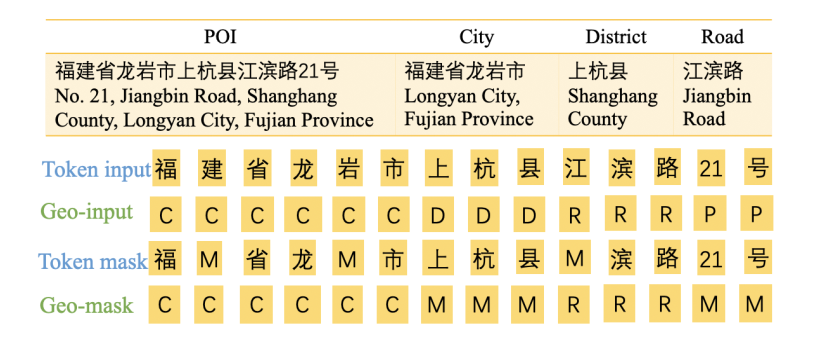 POI City District Road
福建省龙岩市上杭县江滨路21号 福建省龙岩市 上杭县 江滨路
No. 21, Jiangbin Road, Shanghang Longyan City, Shanghang Jiangbin
County, Longyan City, Fujian Province Fujian Province County Road
Token input 福 建 省 龙 岩 市 上 杭 县 江 滨 路 21 号
Geo-input C C C C C C D D D R R R P P
Token mask 福 M 省 龙 M 市 上 杭 县 M 滨 路 21 号
Geo-mask C C C C C C M M M R R R M M